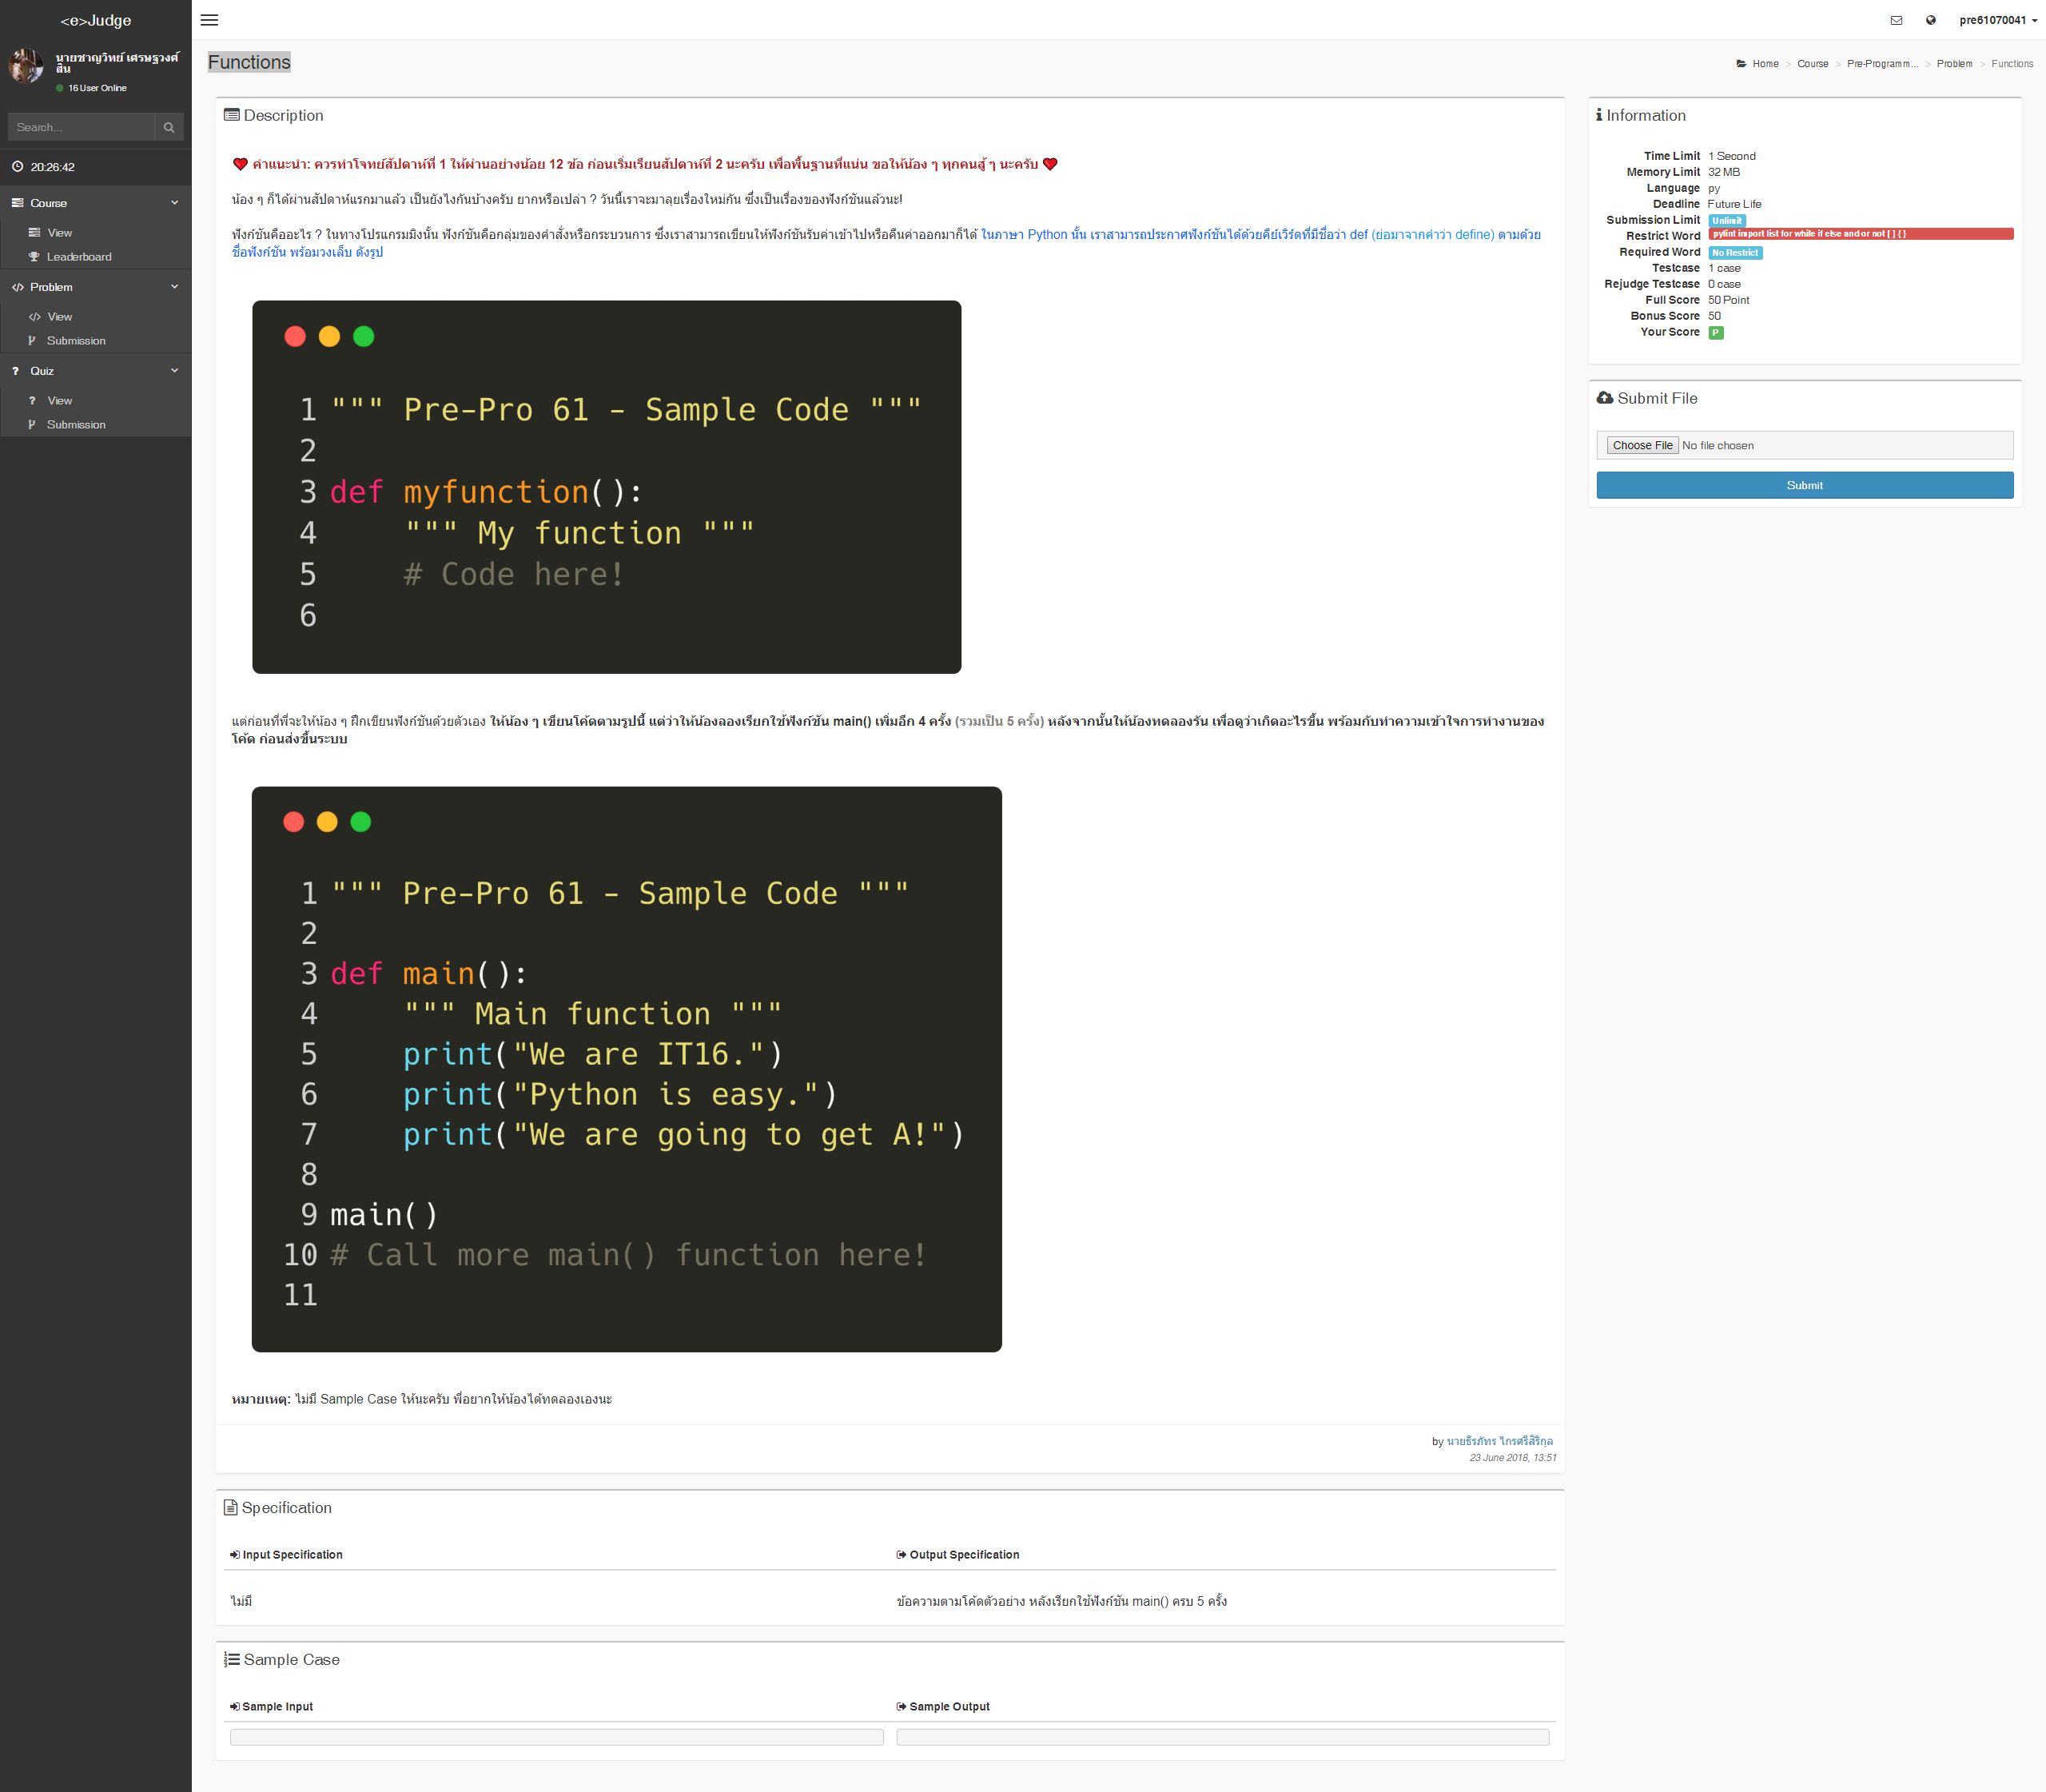 <e>Judge
pre61070041
นายชาญวิทย์ เศรษฐวงศ์
สิน
16 User Online
Functions
Home > Course > Pre-Programm... > Problem > Functions
Search...
20:26:42
Course
View
Leaderboard
Problem
View
Submission
Quiz
View
Submission
Description
คำแนะนำ: ควรทำโจทย์สัปดาห์ที่ 1 ให้ผ่านอย่างน้อย 12 ข้อ ก่อนเริ่มเรียนสัปดาห์ที่ 2 นะครับ เพื่อพื้นฐานที่แน่น ขอให้น้อง ๆ ทุกคนสู้ ๆ นะครับ
น้อง ๆ ก็ได้ผ่านสัปดาห์แรกมาแล้ว เป็นยังไงกันบ้างครับ ยากหรือเปล่า ? วันนี้เราจะมาลุยเรื่องใหม่กัน ซึ่งเป็นเรื่องของฟังก์ชันแล้วนะ!
ฟังก์ชันคืออะไร ? ในทางโปรแกรมมิงนั้น ฟังก์ชันคือกลุ่มของคำสั่งหรือกระบวนการ ซึ่งเราสามารถเขียนให้ฟังก์ชันรับค่าเข้าไปหรือคืนค่าออกมาก็ได้ ในภาษา Python นั้น เราสามารถประกาศฟังก์ชันได้ด้วยคีย์เวิร์ดที่มีชื่อว่า def (ย่อมาจากคำว่า define) ตามด้วย
ชื่อฟังก์ชัน พร้อมวงเล็บ ดังรูป
1 """ Pre-Pro 61 - Sample Code """
2
3 def myfunction():
4 """ My function """
5 # Code here!
6
แต่ก่อนที่พี่จะให้น้อง ๆ ฝึกเขียนฟังก์ชันด้วยตัวเอง ให้น้อง ๆ เขียนโค้ดตามรูปนี้ แต่ว่าให้น้องลองเรียกใช้ฟังก์ชัน main() เพิ่มอีก 4 ครั้ง (รวมเป็น 5 ครั้ง) หลังจากนั้นให้น้องทดลองรัน เพื่อดูว่าเกิดอะไรขึ้น พร้อมกับทำความเข้าใจการทำงานของ
โค้ด ก่อนส่งขึ้นระบบ
1 """ Pre-Pro 61 - Sample Code """
2
3 def main():
4 """ Main function """
5 print("We are IT16.")
6 print("Python is easy.")
7 print("We are going to get A!")
8
9 main()
10 # Call more main() function here!
11
หมายเหตุ: ไม่มี Sample Case ให้นะครับ พี่อยากให้น้องได้ทดลองเองนะ
by นายธีรภัทร ไกรศรีสิริกุล
23 June 2018, 13:51
Specification
Input Specification
Output Specification
ไม่มี
ข้อความตามโค้ดตัวอย่าง หลังเรียกใช้ฟังก์ชัน main() ครบ 5 ครั้ง
Sample Case
Sample Input
Sample Output
Information
Time Limit 1 Second
Memory Limit 32 MB
Language py
Deadline Future Life
Submission Limit Unlimit
Restrict Word pylint import list for while if else and or not [ ] { }
Required Word No Restrict
Testcase 1 case
Rejudge Testcase 0 case
Full Score 50 Point
Bonus Score 50
Your Score P
Submit File
Choose File No file chosen
Submit